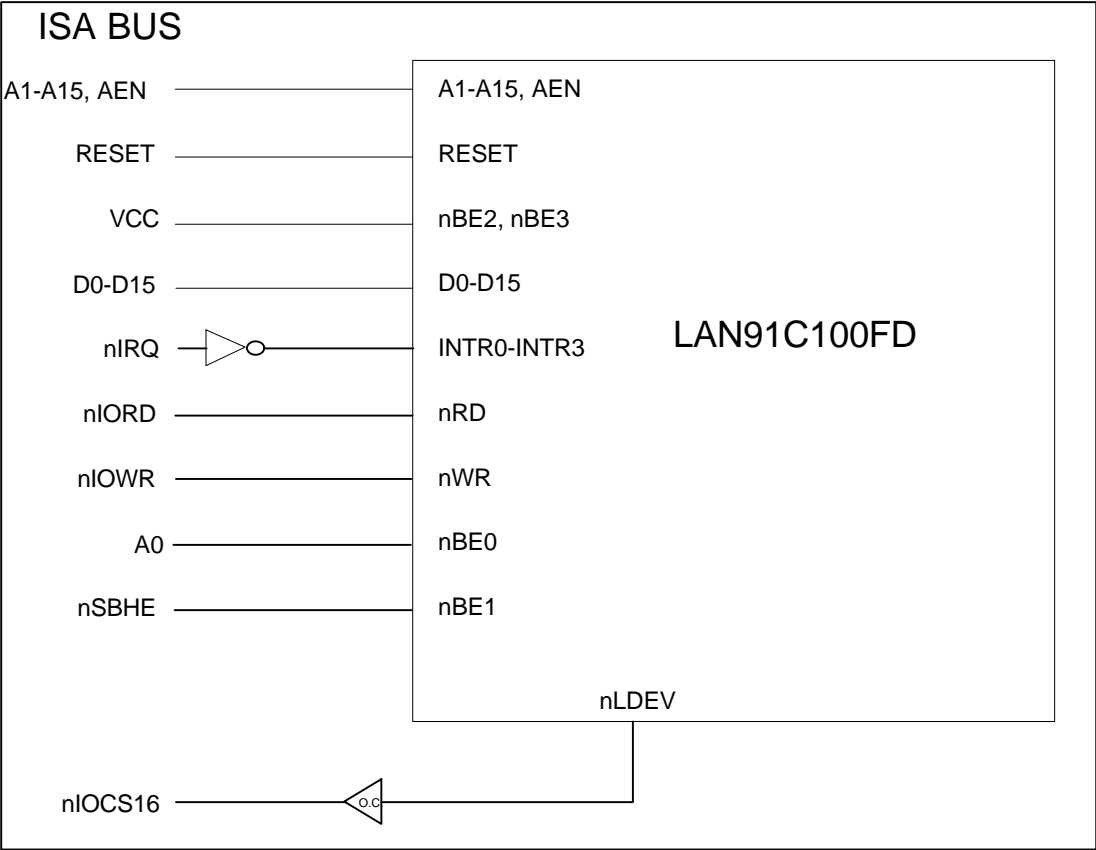 ISA BUS
A1-A15, AEN
A1-A15, AEN
RESET
RESET
VCC
nBE2, nBE3
D0-D15
D0-D15
nIRQ
INTR0-INTR3
LAN91C100FD
nIORD
nRD
nIOWR
nWR
A0
nBE0
nSBHE
nBE1
nLDEV
nIOCS16
O.C